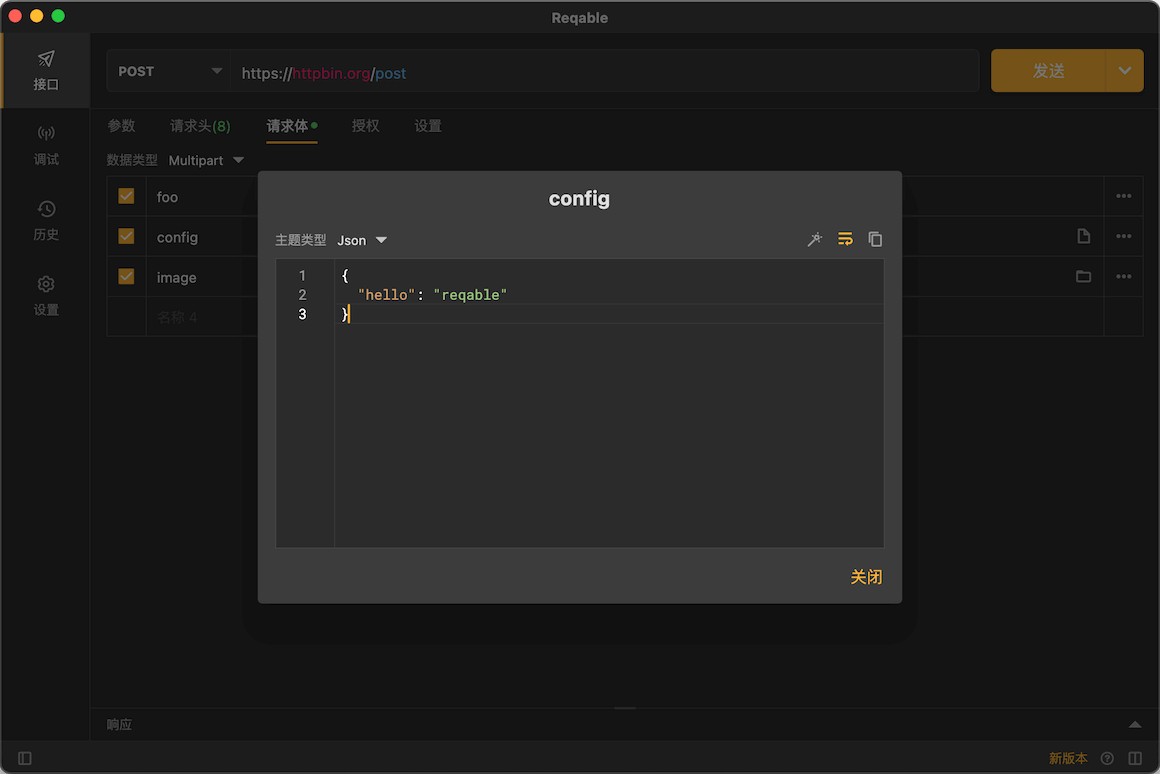 Reqable
接口
调试
历史
设置
POST
https://httpbin.org/post
发送
参数 请求头(8) 请求体 授权 设置
数据类型 Multipart
foo
config
image
名称 4
config
主题类型 Json
1 {
2 "hello": "reqable"
3 }
关闭
响应
新版本